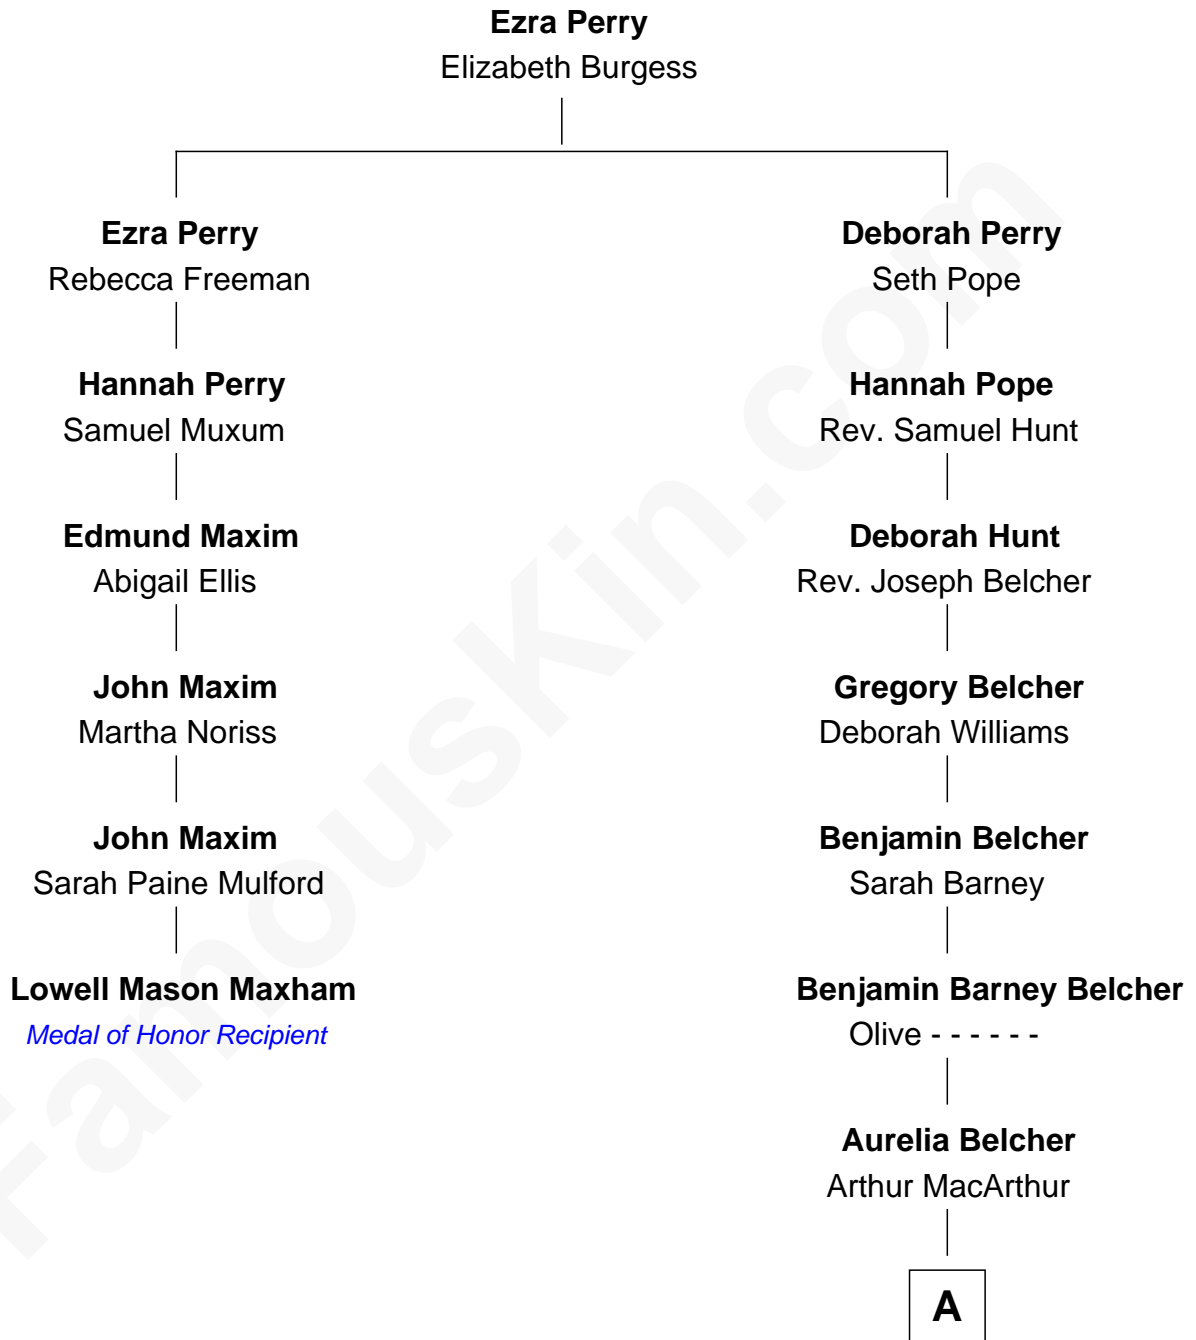 Ezra Perry
Elizabeth Burgess
Ezra Perry
Rebecca Freeman
Deborah Perry
Seth Pope
Hannah Perry
Samuel Muxum
Hannah Pope
Rev. Samuel Hunt
Edmund Maxim
Abigail Ellis
Deborah Hunt
Rev. Joseph Belcher
John Maxim
Martha Noriss
Gregory Belcher
Deborah Williams
John Maxim
Sarah Paine Mulford
Benjamin Belcher
Sarah Barney
Lowell Mason Maxham
Medal of Honor Recipient
Benjamin Barney Belcher
Olive - - - - - -
Aurelia Belcher
Arthur MacArthur
A
FamousKin.com